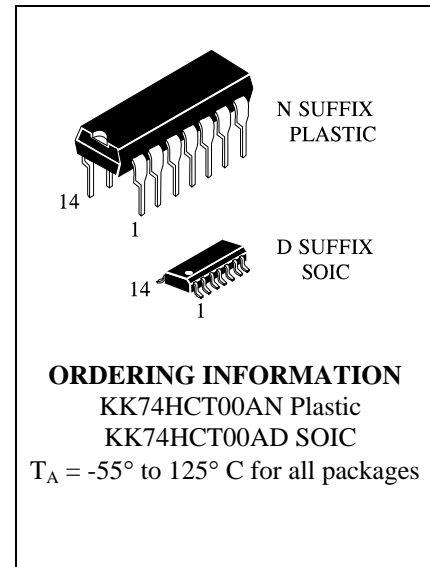 N SUFFIX
PLASTIC
14
1
D SUFFIX
SOIC
14
1
ORDERING INFORMATION
KK74HCT00AN Plastic
KK74HCT00AD SOIC
T_A = -55° to 125° C for all packages